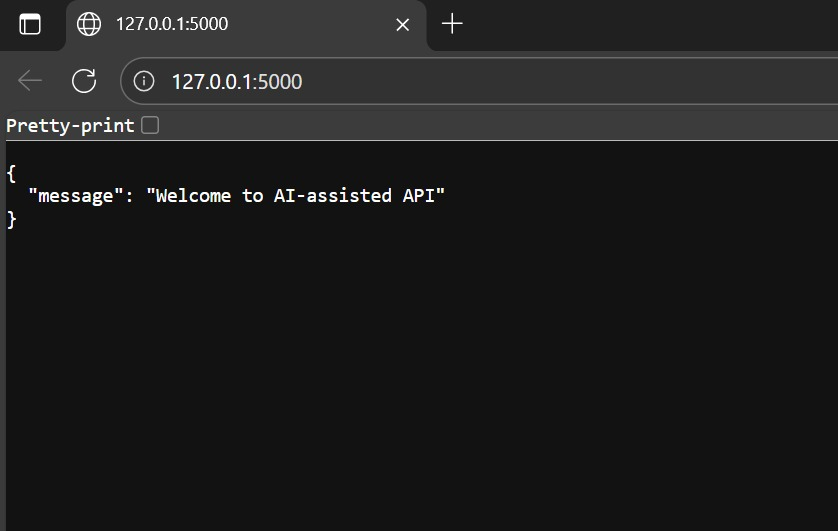 127.0.0.1:5000
127.0.0.1:5000
Pretty-print
{
  "message": "Welcome to AI-assisted API"
}